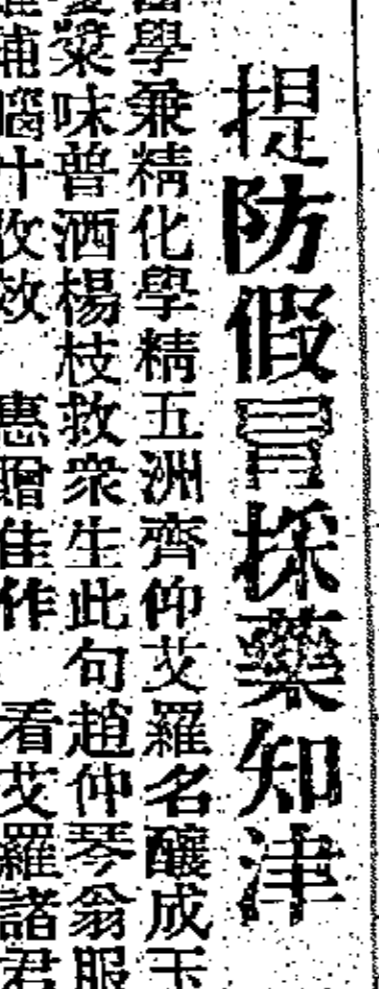 提防假冒採藥知津
學兼精化學精五洲齊仰艾羅名釀成玉
漿味普洒楊枝救衆生此句趙仲琴翁服
補腦汁收效 惠贈佳作 看艾羅諸君